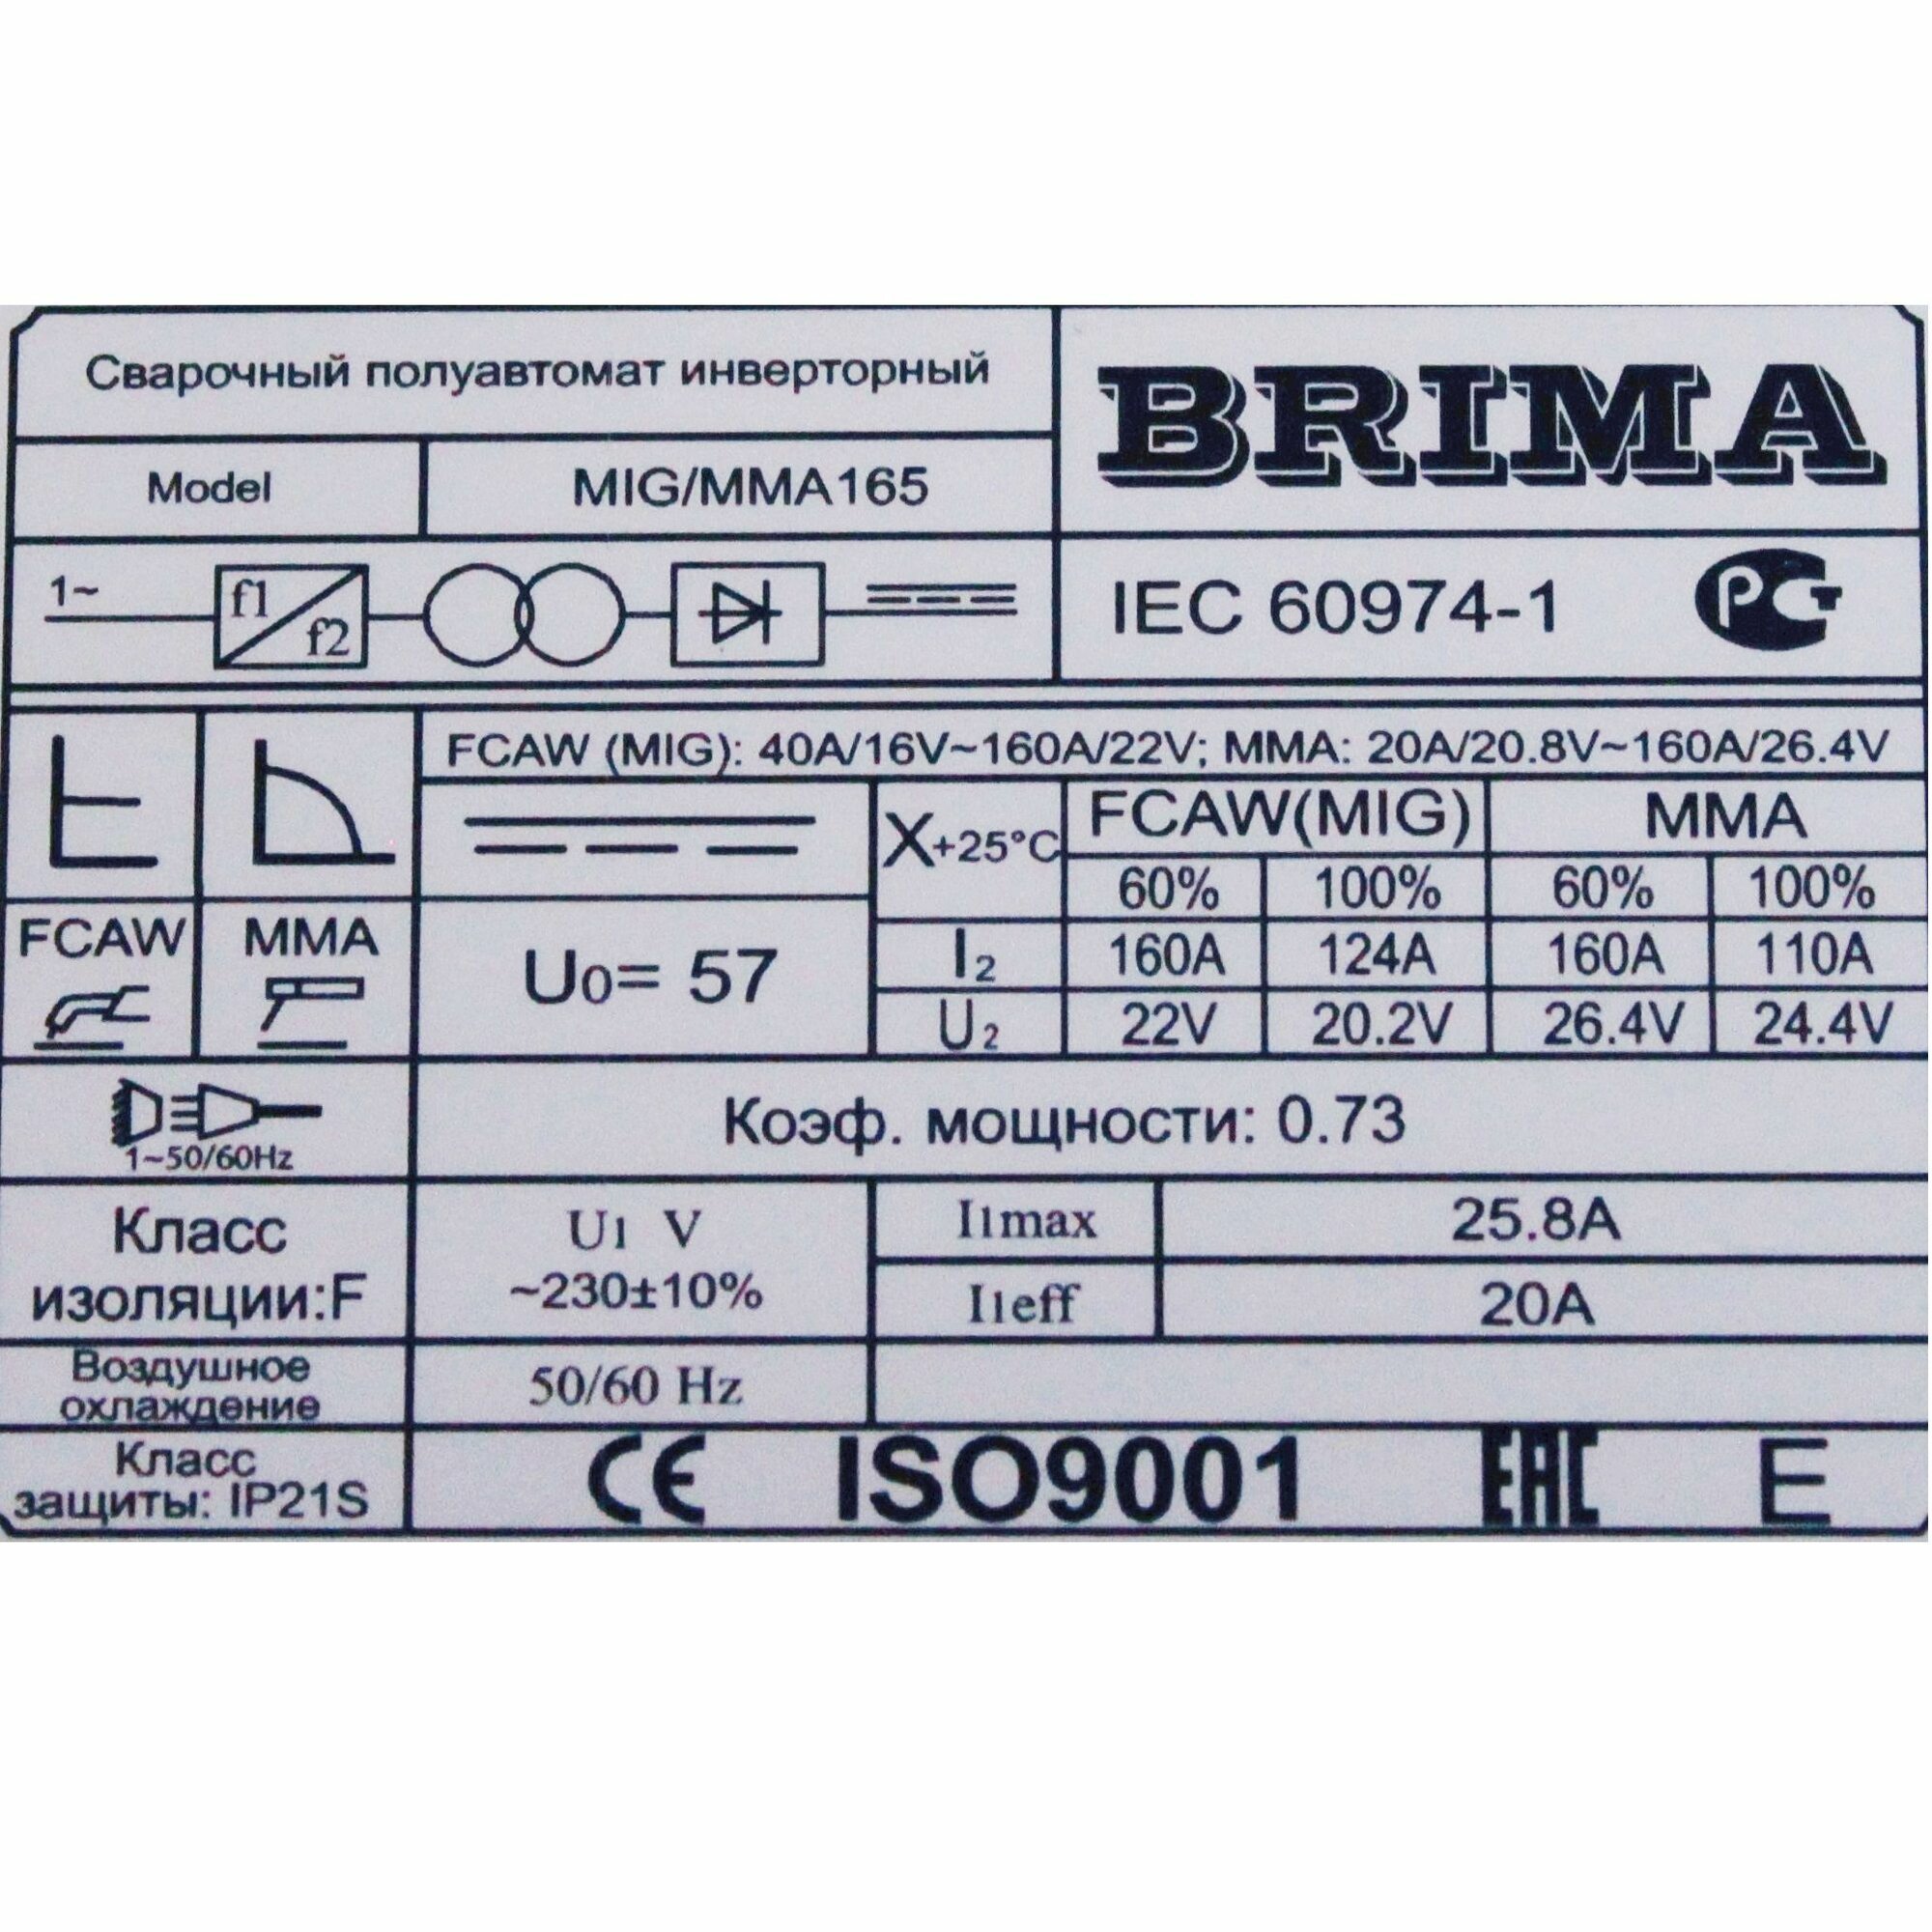 Сварочный полуавтомат инверторный
BRIMA
Model MIG/MMA165
1~ f1 f2
IEC 60974-1 РСТ
FCAW (MIG): 40A/16V~160A/22V; MMA: 20A/20.8V~160A/26.4V
X+25°C FCAW(MIG) MMA
60% 100% 60% 100%
FCAW MMA
U0= 57
I2 160A 124A 160A 110A
U2 22V 20.2V 26.4V 24.4V
1~50/60Hz
Коэф. мощности: 0.73
Класс
изоляции:F
U1 V
~230±10%
I1max 25.8A
I1eff 20A
Воздушное
охлаждение
50/60 Hz
Класс
защиты: IP21S
CE ISO9001 EAC E